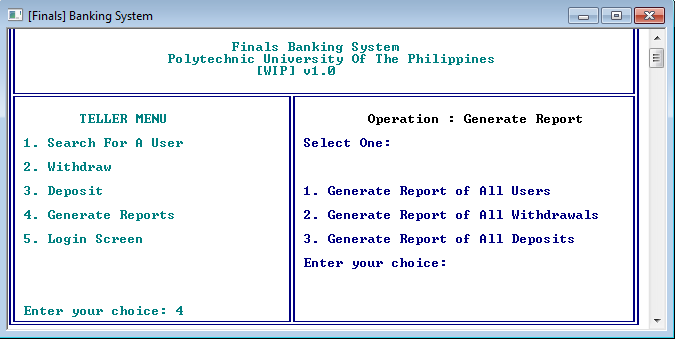 [Finals] Banking System
Finals Banking System
Polytechnic University Of The Philippines
[WIP] v1.0
TELLER MENU
1. Search For A User
2. Withdraw
3. Deposit
4. Generate Reports
5. Login Screen
Enter your choice: 4
Operation : Generate Report
Select One:
1. Generate Report of All Users
2. Generate Report of All Withdrawals
3. Generate Report of All Deposits
Enter your choice: